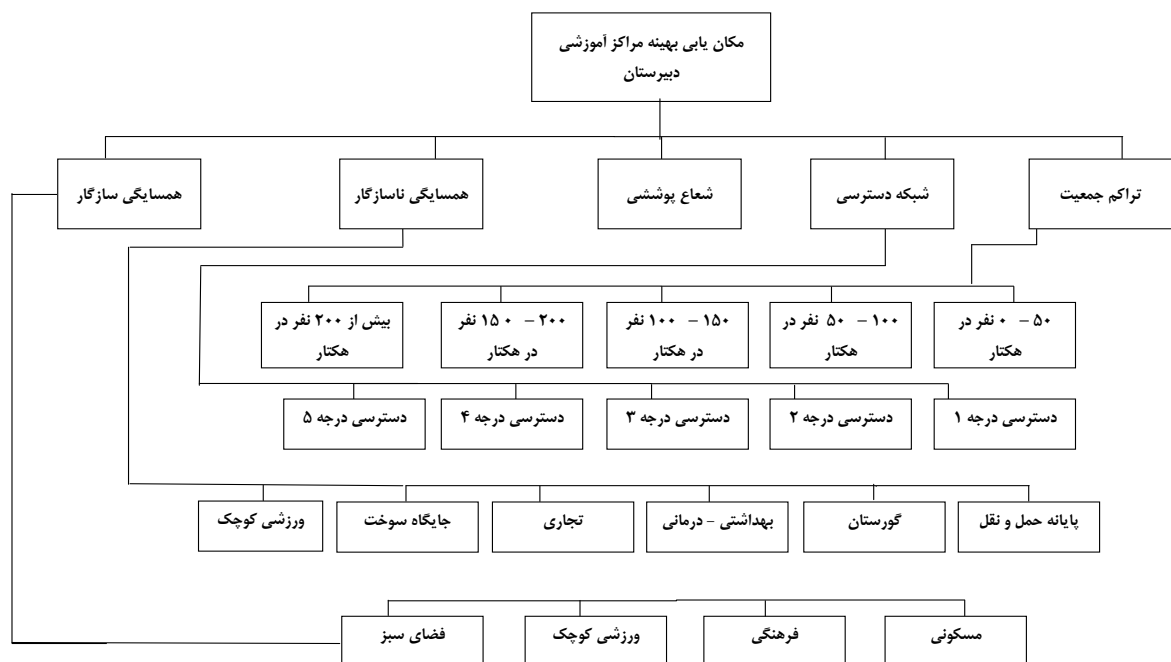 مکان یابی بهینه مراکز آموزشی
دبیرستان
تراکم جمعیت
شبکه دسترسی
شعاع پوششی
همسایگی ناسازگار
همسایگی سازگار
۵۰ – ۰ نفر در
هکتار
۱۰۰ – ۵۰ نفر در
هکتار
۱۵۰ – ۱۰۰ نفر
در هکتار
۲۰۰ – ۱۵۰ نفر
در هکتار
بیش از ۲۰۰ نفر در
هکتار
دسترسی درجه ۱
دسترسی درجه ۲
دسترسی درجه ۳
دسترسی درجه ۴
دسترسی درجه ۵
پایانه حمل و نقل
گورستان
بهداشتی - درمانی
تجاری
جایگاه سوخت
ورزشی کوچک
مسکونی
فرهنگی
ورزشی کوچک
فضای سبز